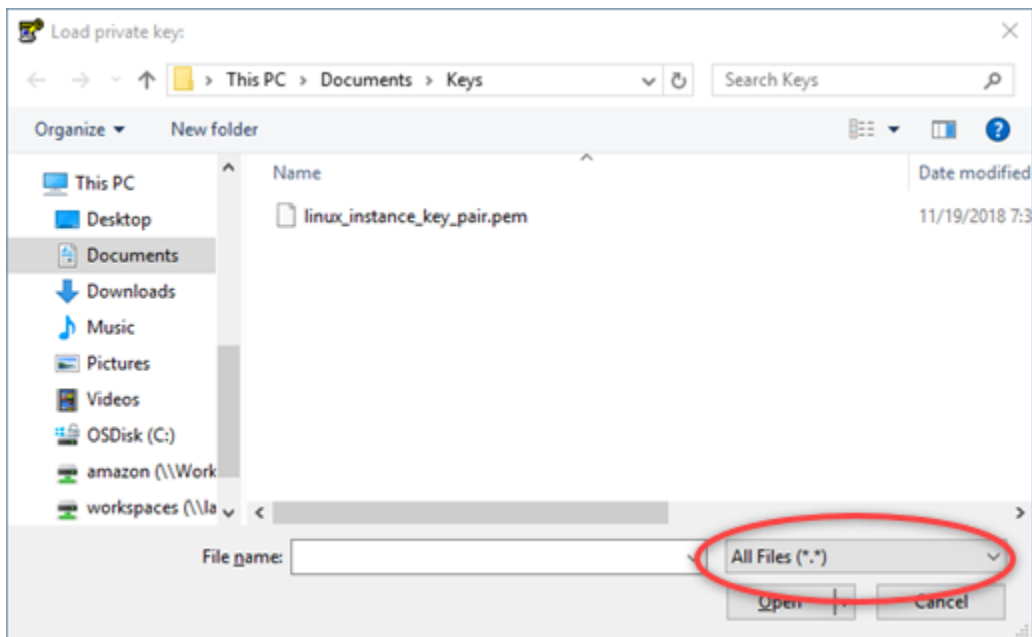 Load private key:
This PC > Documents > Keys
Search Keys
Organize
New folder
Name
Date modified
This PC
linux_instance_key_pair.pem
11/19/2018 7:3
Desktop
Documents
Downloads
Music
Pictures
Videos
OSDisk (C:)
amazon (\\Work
workspaces (\\la
File name:
All Files (*.*)
Open
Cancel